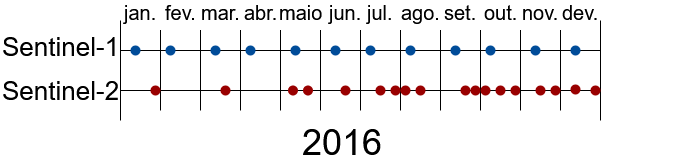 jan. fev. mar. abr. maio jun. jul. ago. set. out. nov. dev.
Sentinel-1
Sentinel-2
2016